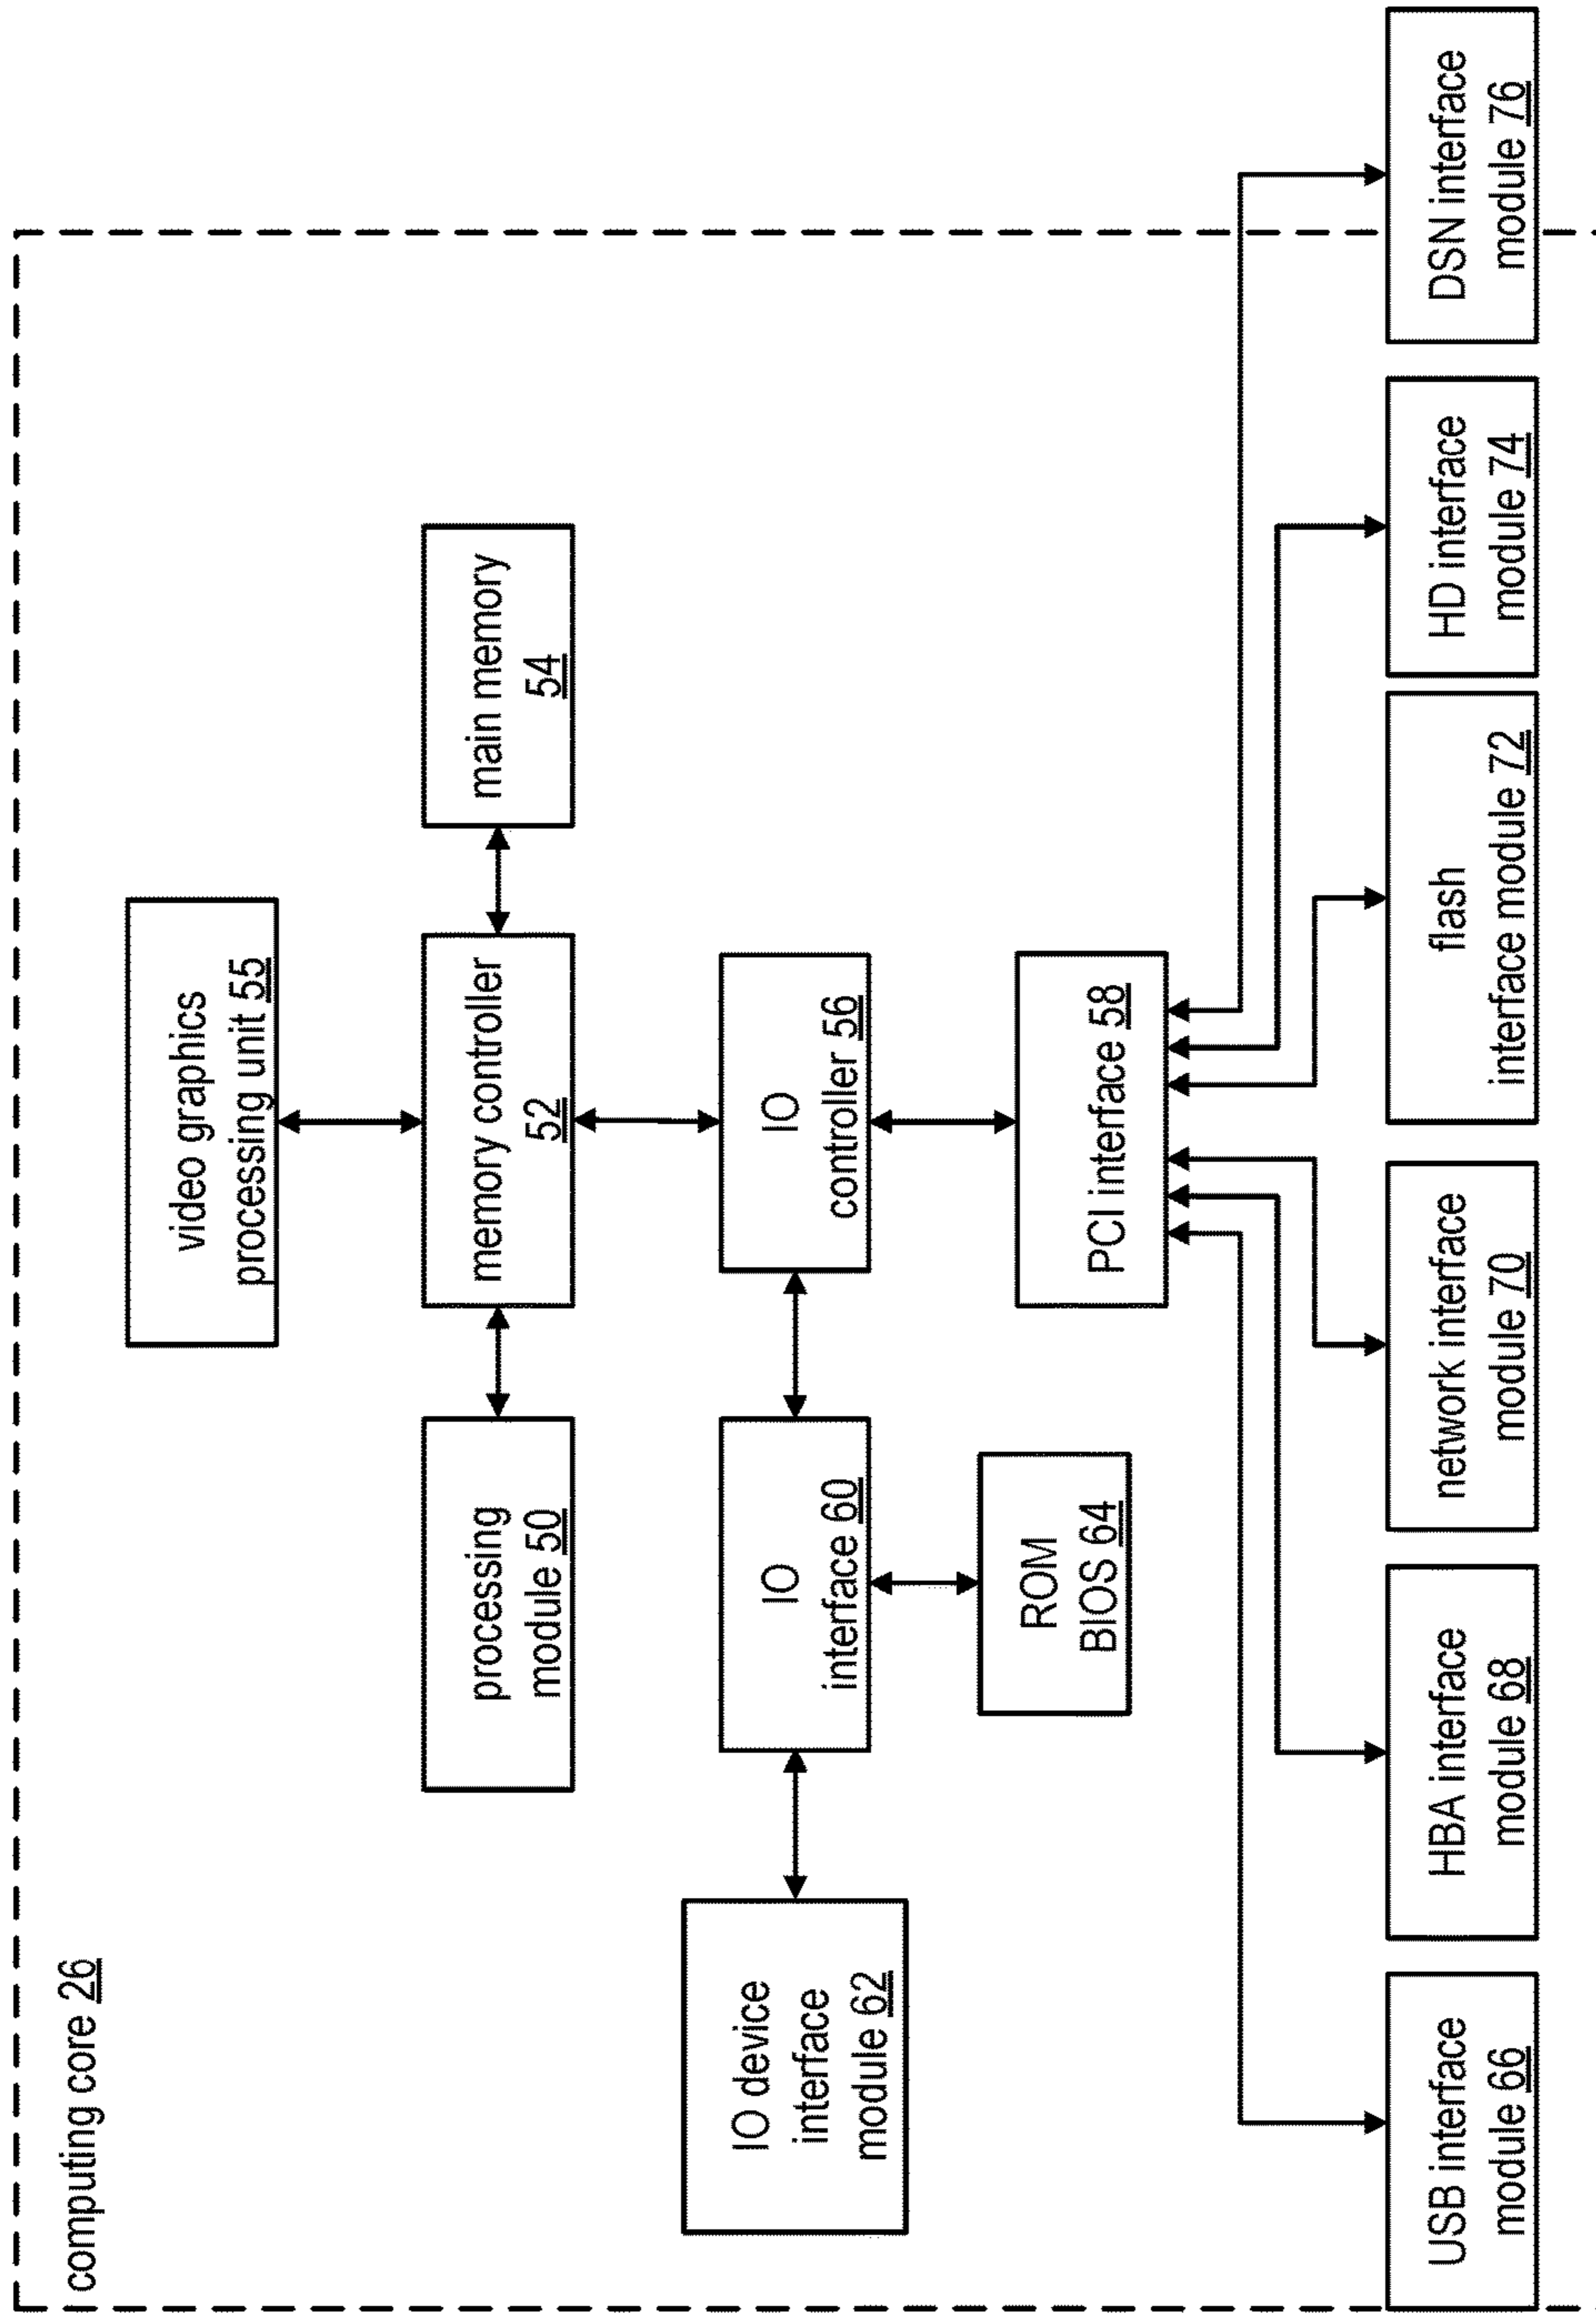 computing core 26
video graphics
processing unit 55
processing
module 50
memory controller
52
main memory
54
IO device
interface
module 62
IO
interface 60
IO
controller 56
ROM
BIOS 64
PCI interface 58
USB interface
module 66
HBA interface
module 68
network interface
module 70
flash
interface module 72
HD interface
module 74
DSN interface
module 76